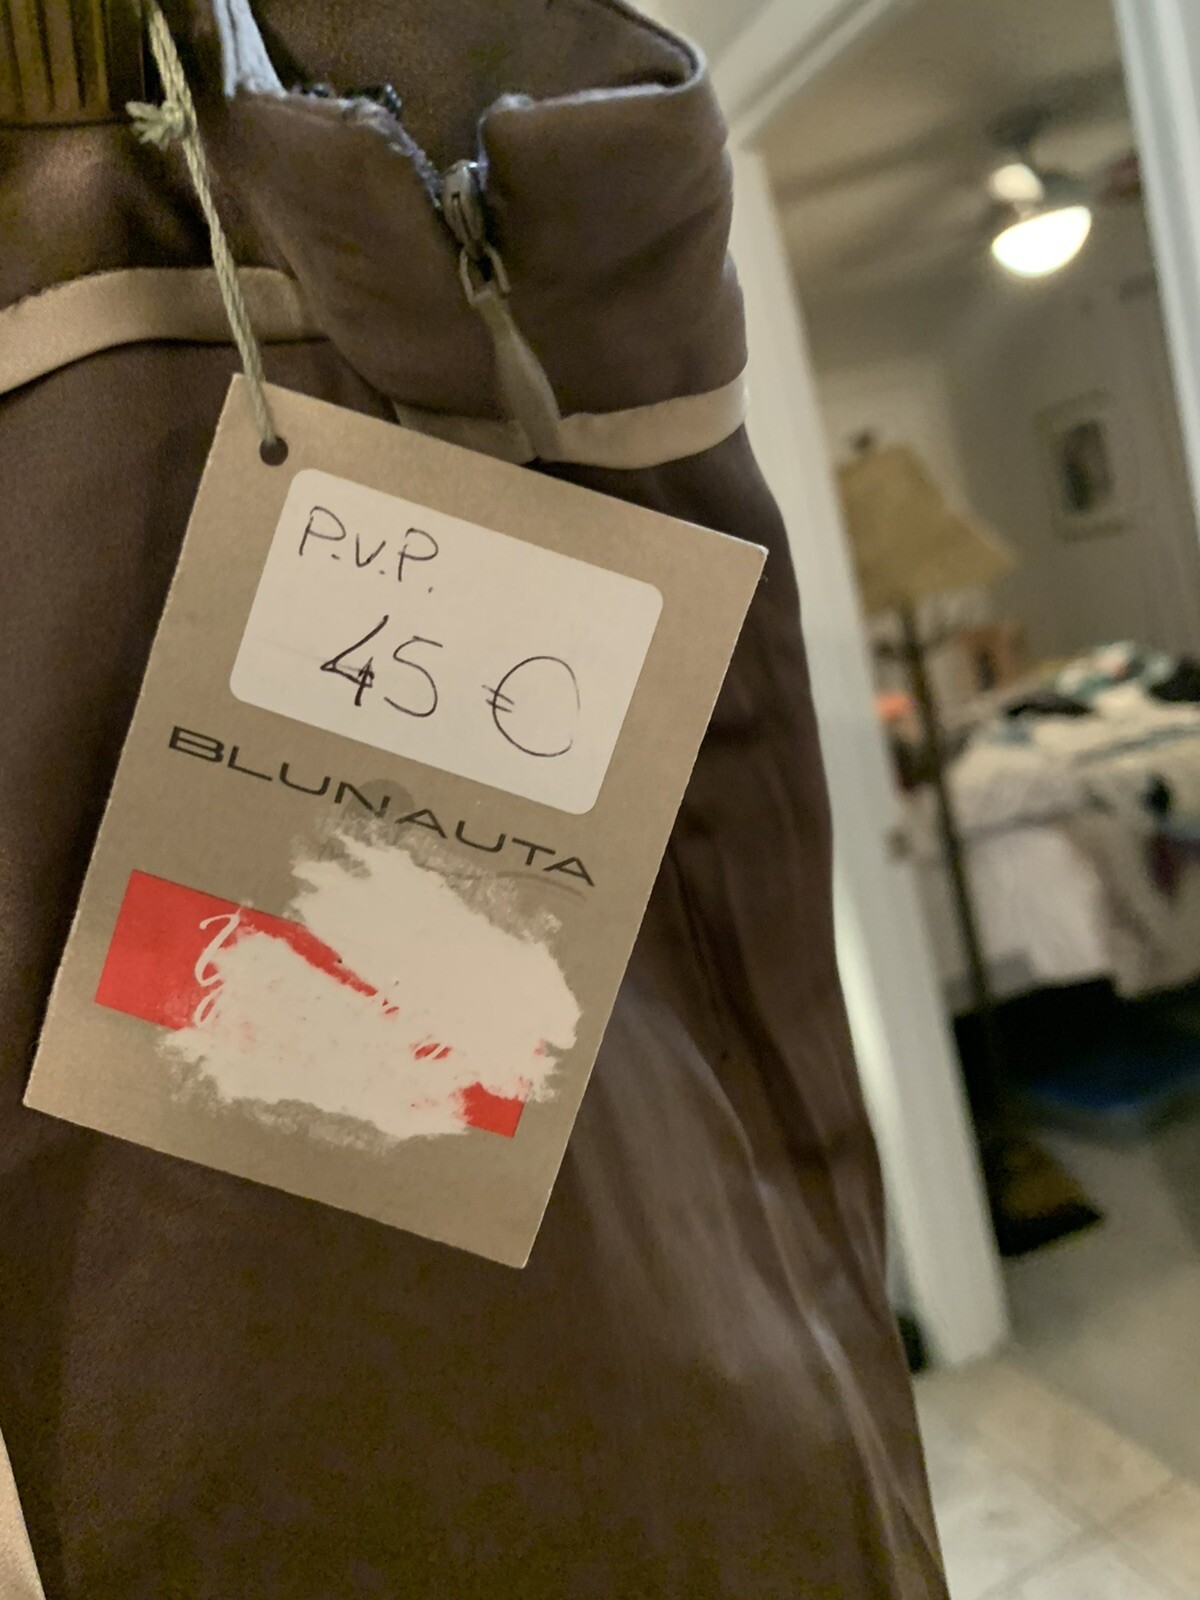 P.V.P.
45 €
BLUNAUTA